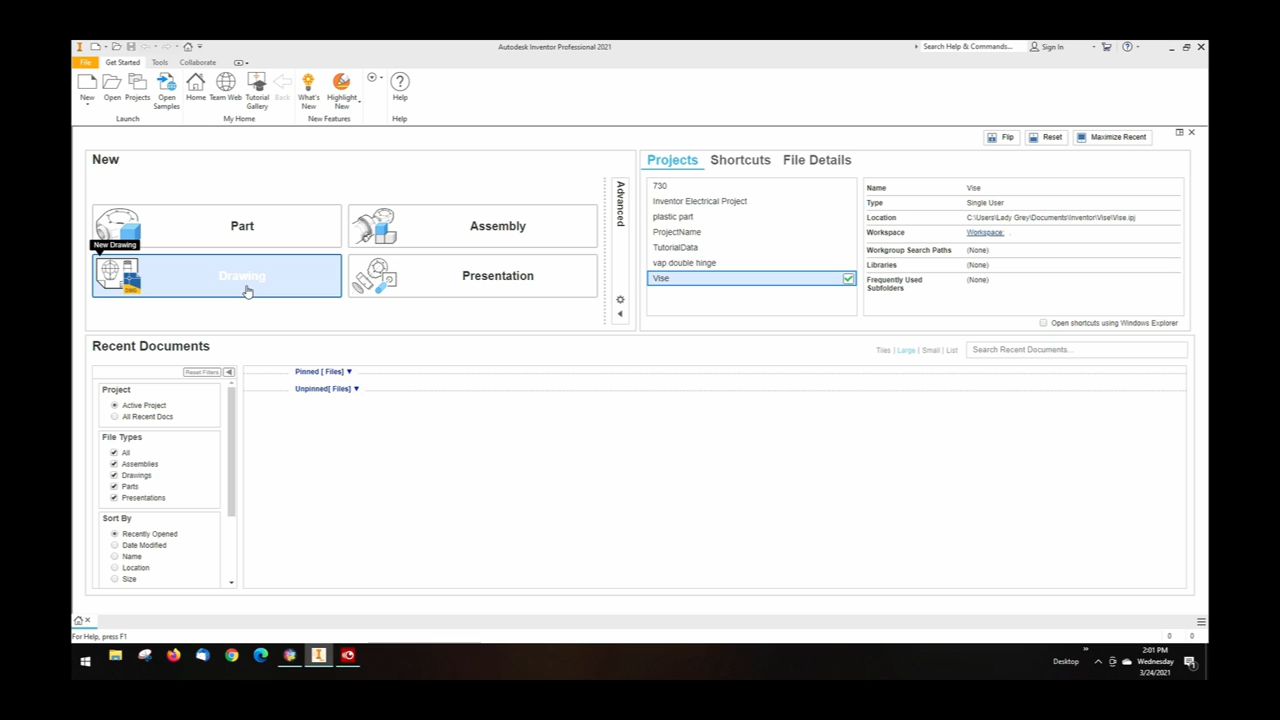 Autodesk Inventor Professional 2021
Search Help & Commands...
Sign In
File
Get Started
Tools
Collaborate
New
Open
Projects
Open
Samples
Home
Team Web
Tutorial
Gallery
Back
What's
New
Highlight
New
Help
Launch
My Home
New Features
Help
Flip
Reset
Maximize Recent
New
Part
Assembly
New Drawing
DWG
Drawing
Presentation
Advanced
Projects
Shortcuts
File Details
730
Inventor Electrical Project
plastic part
ProjectName
TutorialData
vap double hinge
Vise
Name Vise
Type Single User
Location C:\Users\Lady Grey\Documents\Inventor\Vise\Vise.ipj
Workspace Workspace: .
Workgroup Search Paths (None)
Libraries (None)
Frequently Used
Subfolders (None)
Open shortcuts using Windows Explorer
Recent Documents
Tiles | Large | Small | List
Search Recent Documents...
Reset Filters
Pinned [ Files]
Unpinned[ Files]
Project
Active Project
All Recent Docs
File Types
All
Assemblies
Drawings
Parts
Presentations
Sort By
Recently Opened
Date Modified
Name
Location
Size
For Help, press F1
0 0
Desktop
2:01 PM
Wednesday
3/24/2021
1